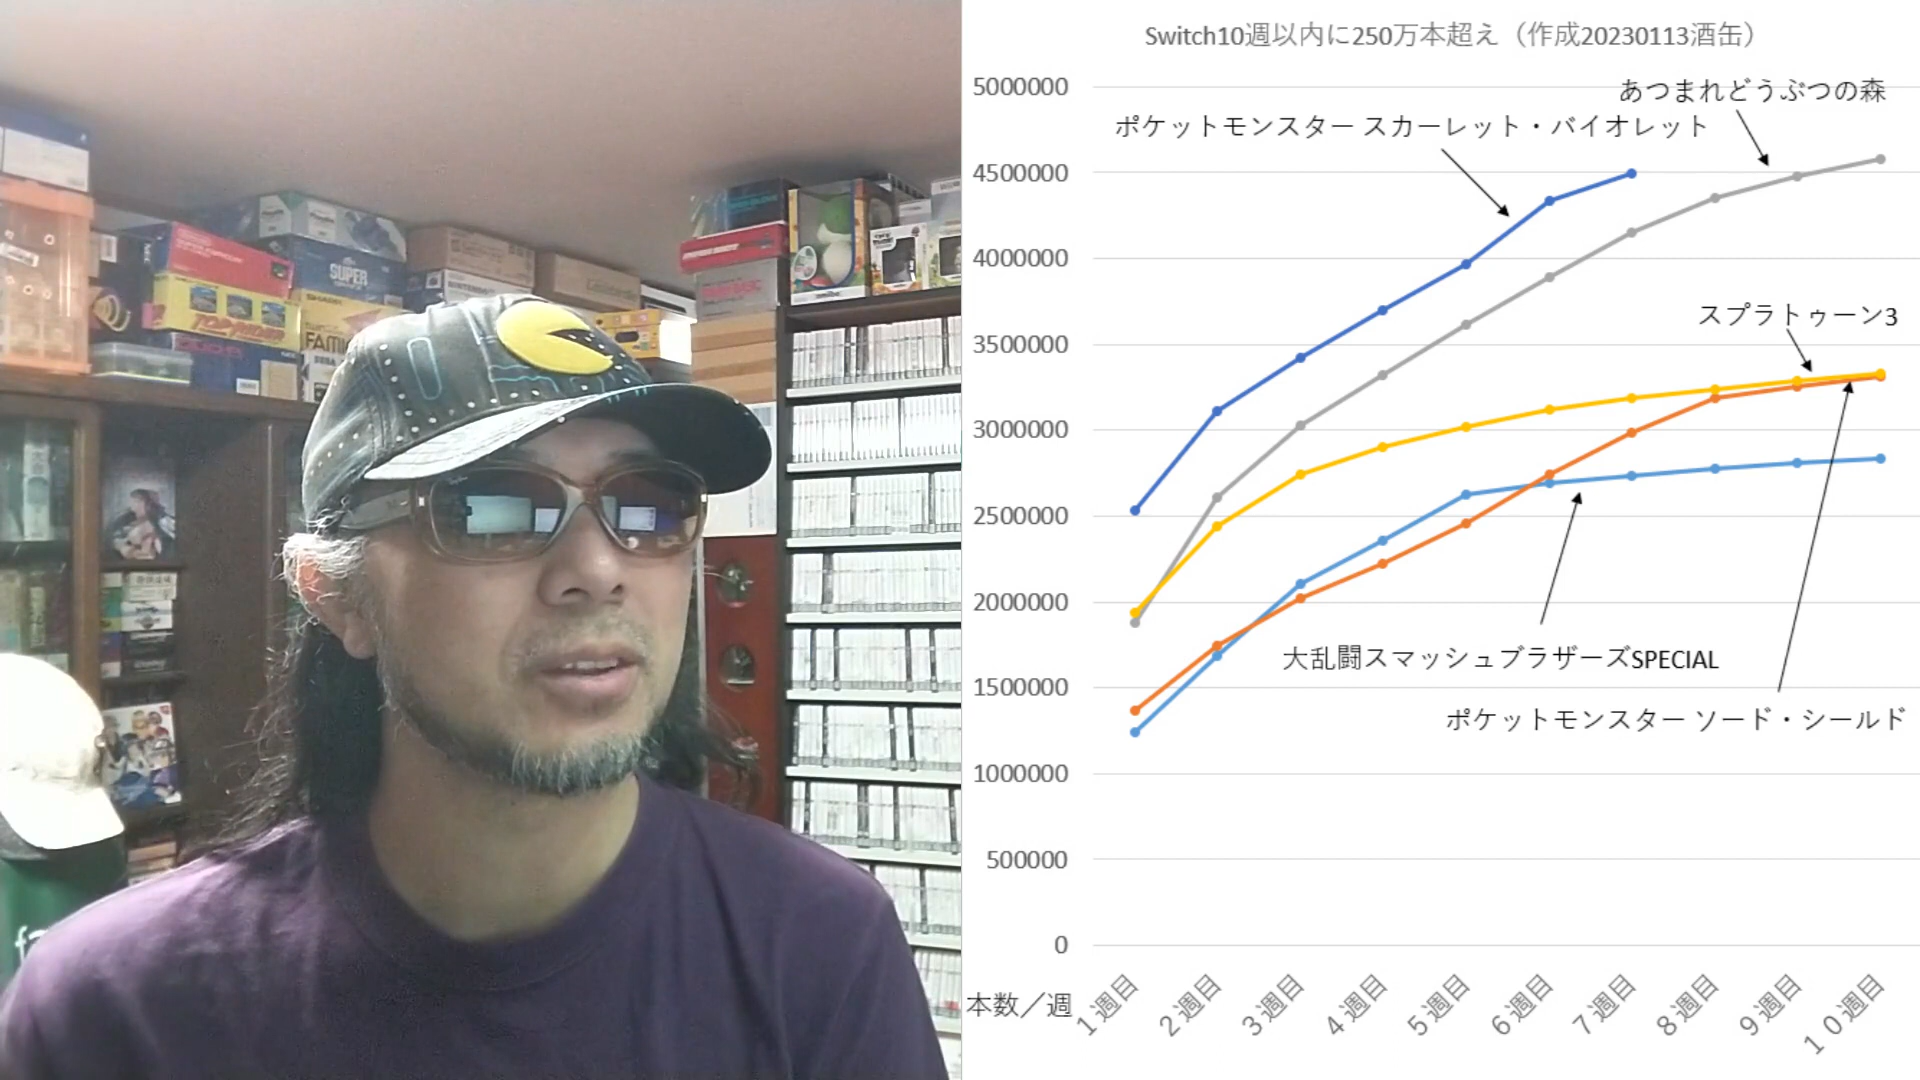 SUPER
Switch10週以内に250万本超え（作成20230113酒缶）
5000000
4500000
4000000
3500000
3000000
2500000
2000000
1500000
1000000
500000
0
あつまれどうぶつの森
ポケットモンスター スカーレット・バイオレット
スプラトゥーン3
大乱闘スマッシュブラザーズSPECIAL
ポケットモンスター ソード・シールド
本数／週
１週目
２週目
３週目
４週目
５週目
６週目
７週目
８週目
９週目
１０週目